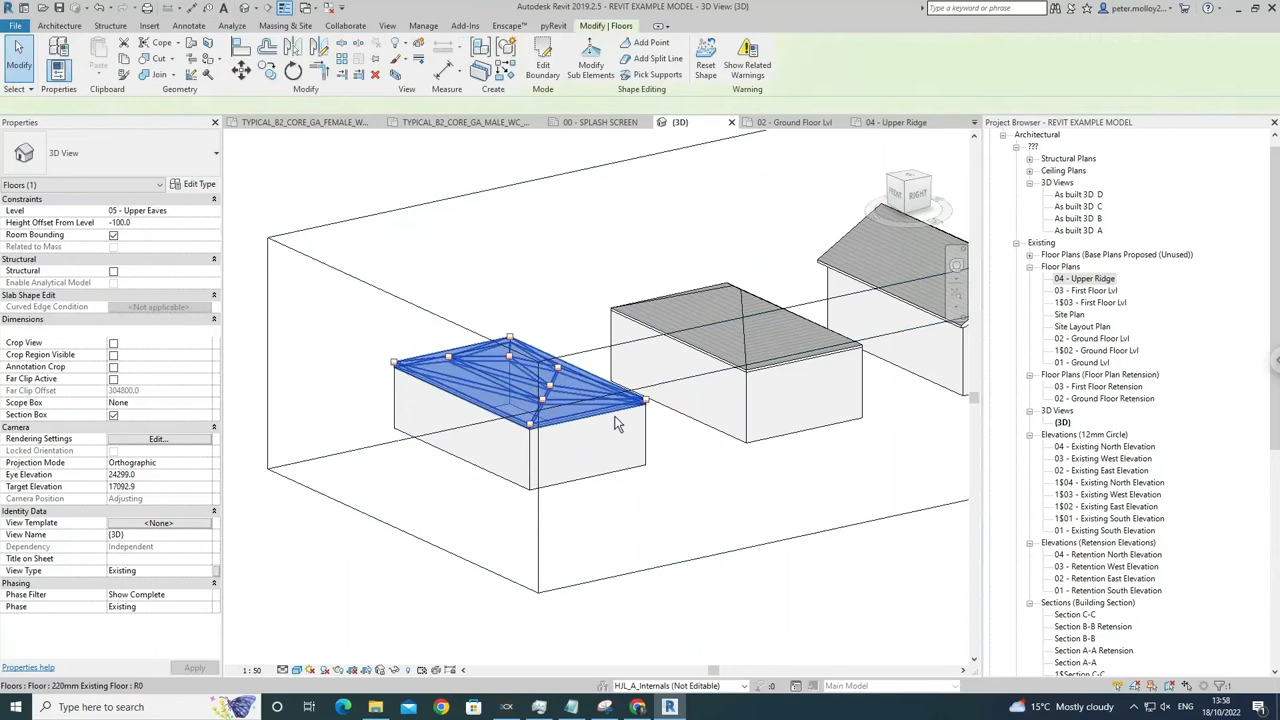 Autodesk Revit 2019.2.5 - REVIT EXAMPLE MODEL - 3D View: {3D}
Type a keyword or phrase
peter.molloy2...
File Architecture Structure Insert Annotate Analyze Massing & Site Collaborate View Manage Add-Ins Enscape™ pyRevit Modify | Floors
Modify
Paste
Cope
Cut
Join
Edit Boundary
Modify Sub Elements
Add Point
Add Split Line
Pick Supports
Reset Shape
Show Related Warnings
Select Properties Clipboard Geometry Modify View Measure Create Mode Shape Editing Warning
Properties
TYPICAL_B2_CORE_GA_FEMALE_W...
TYPICAL_B2_CORE_GA_MALE_WC_...
00 - SPLASH SCREEN
{3D}
02 - Ground Floor Lvl
04 - Upper Ridge
Project Browser - REVIT EXAMPLE MODEL
3D View
Floors (1)
Edit Type
Constraints
Level 05 - Upper Eaves
Height Offset From Level -100.0
Room Bounding
Related to Mass
Structural
Structural
Enable Analytical Model
Slab Shape Edit
Curved Edge Condition <Not applicable>
Dimensions
Crop View
Crop Region Visible
Annotation Crop
Far Clip Active
Far Clip Offset 304800.0
Scope Box None
Section Box
Camera
Rendering Settings Edit...
Locked Orientation
Projection Mode Orthographic
Eye Elevation 24299.0
Target Elevation 17092.9
Camera Position Adjusting
Identity Data
View Template <None>
View Name {3D}
Dependency Independent
Title on Sheet
View Type Existing
Phasing
Phase Filter Show Complete
Phase Existing
Properties help
Apply
FRONT
RIGHT
Architectural
???
Structural Plans
Ceiling Plans
3D Views
As built 3D D
As built 3D C
As built 3D B
As built 3D A
Existing
Floor Plans (Base Plans Proposed (Unused))
Floor Plans
04 - Upper Ridge
03 - First Floor Lvl
1$03 - First Floor Lvl
Site Plan
Site Layout Plan
02 - Ground Floor Lvl
1$02 - Ground Floor Lvl
01 - Ground Lvl
Floor Plans (Floor Plan Retension)
03 - First Floor Retension
02 - Ground Floor Retension
3D Views
{3D}
Elevations (12mm Circle)
04 - Existing North Elevation
03 - Existing West Elevation
02 - Existing East Elevation
1$04 - Existing North Elevation
1$03 - Existing West Elevation
1$02 - Existing East Elevation
1$01 - Existing South Elevation
01 - Existing South Elevation
Elevations (Retension Elevations)
04 - Retension North Elevation
03 - Retension West Elevation
02 - Retension East Elevation
01 - Retension South Elevation
Sections (Building Section)
Section C-C
Section B-B Retension
Section B-B
Section A-A Retension
Section A-A
1$Section C-C
1 : 50
Floors : Floor : 220mm Existing Floor : R0
HJL_A_Internals (Not Editable)
:0
Main Model
:1
Type here to search
15°C Mostly cloudy
13:58
18/10/2022